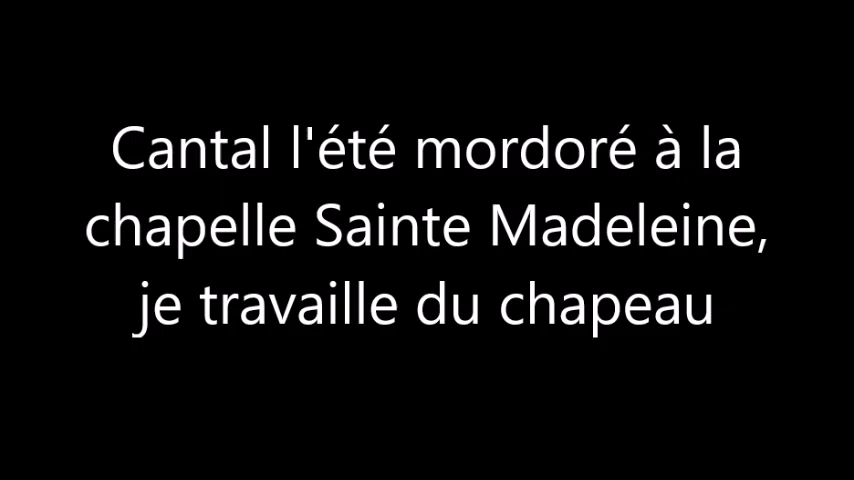 Cantal l'été mordoré à la
chapelle Sainte Madeleine,
je travaille du chapeau